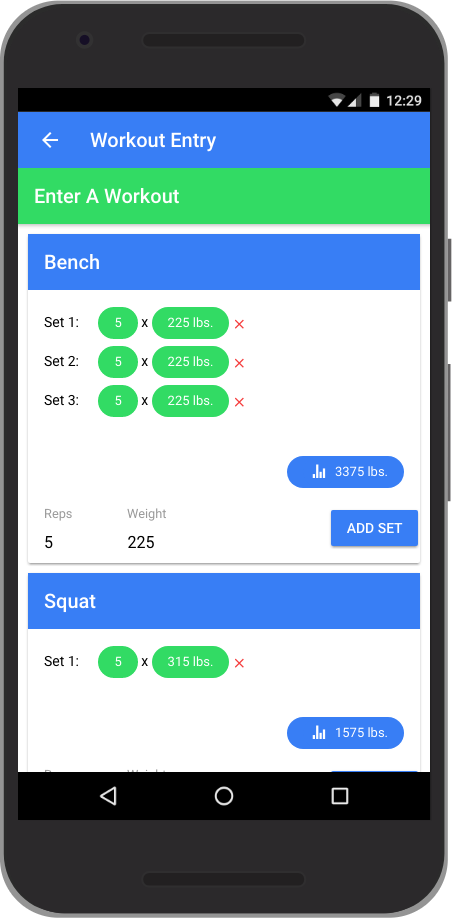 12:29
Workout Entry
Enter A Workout
Bench
Set 1: 5 x 225 lbs.
Set 2: 5 x 225 lbs.
Set 3: 5 x 225 lbs.
3375 lbs.
Reps Weight
5 225 ADD SET
Squat
Set 1: 5 x 315 lbs.
1575 lbs.